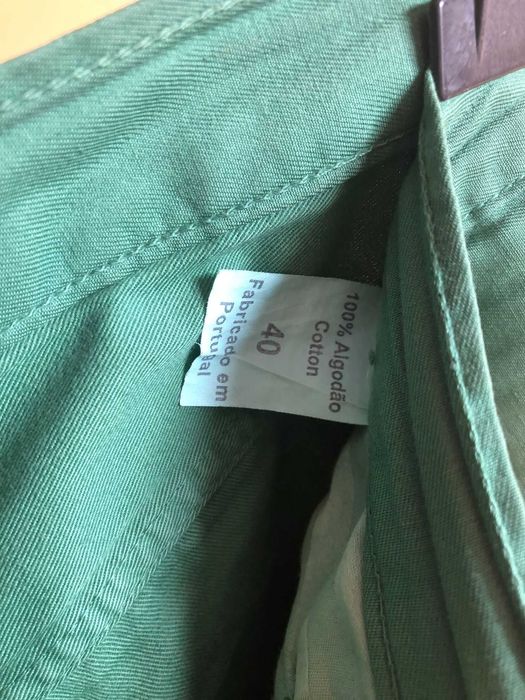 100% Algodão
Cotton
40
Fabricado em
Portugal